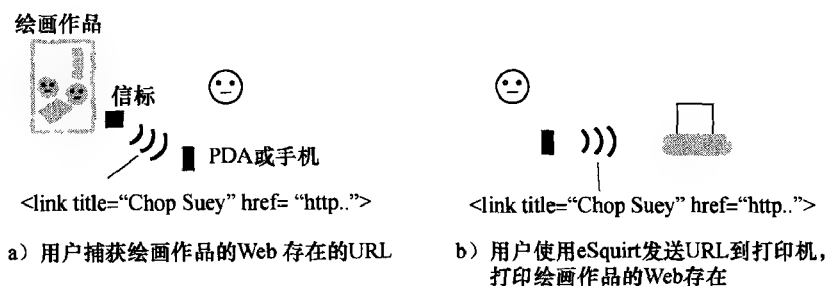 绘画作品
信标
PDA或手机
<link title=“Chop Suey” href= “http..”>
a）用户捕获绘画作品的Web 存在的URL
<link title=“Chop Suey” href=“http..”>
b）用户使用eSquirt发送URL到打印机，
打印绘画作品的Web存在